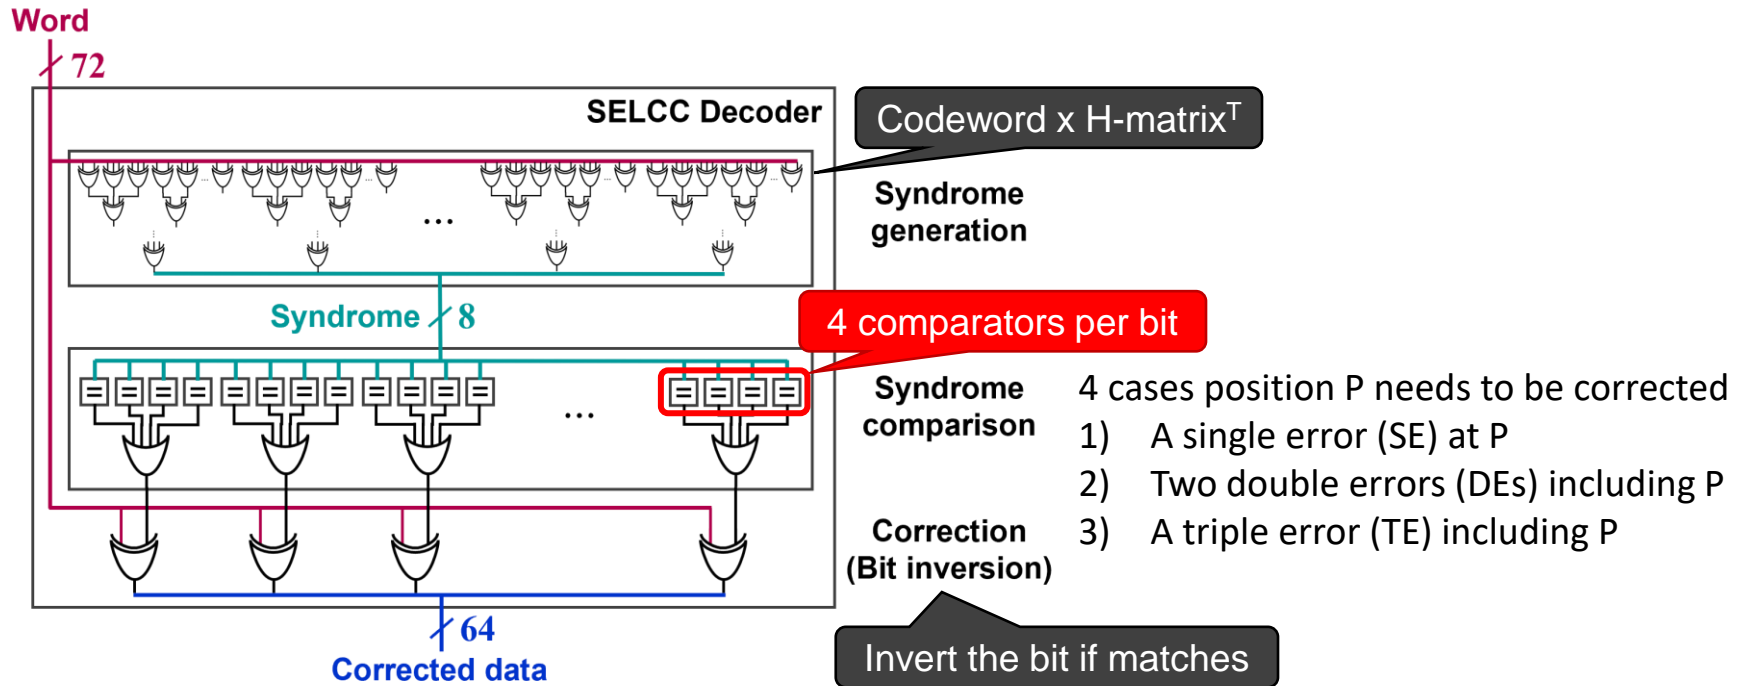 Word
72
SELCC Decoder
Codeword x H-matrixᵀ
... ... ... ...
...
Syndrome
generation
Syndrome 8
4 comparators per bit
= = = = = = = = = = = = = = = =
...
Syndrome
comparison
4 cases position P needs to be corrected
1) A single error (SE) at P
2) Two double errors (DEs) including P
3) A triple error (TE) including P
Correction
(Bit inversion)
64
Corrected data
Invert the bit if matches